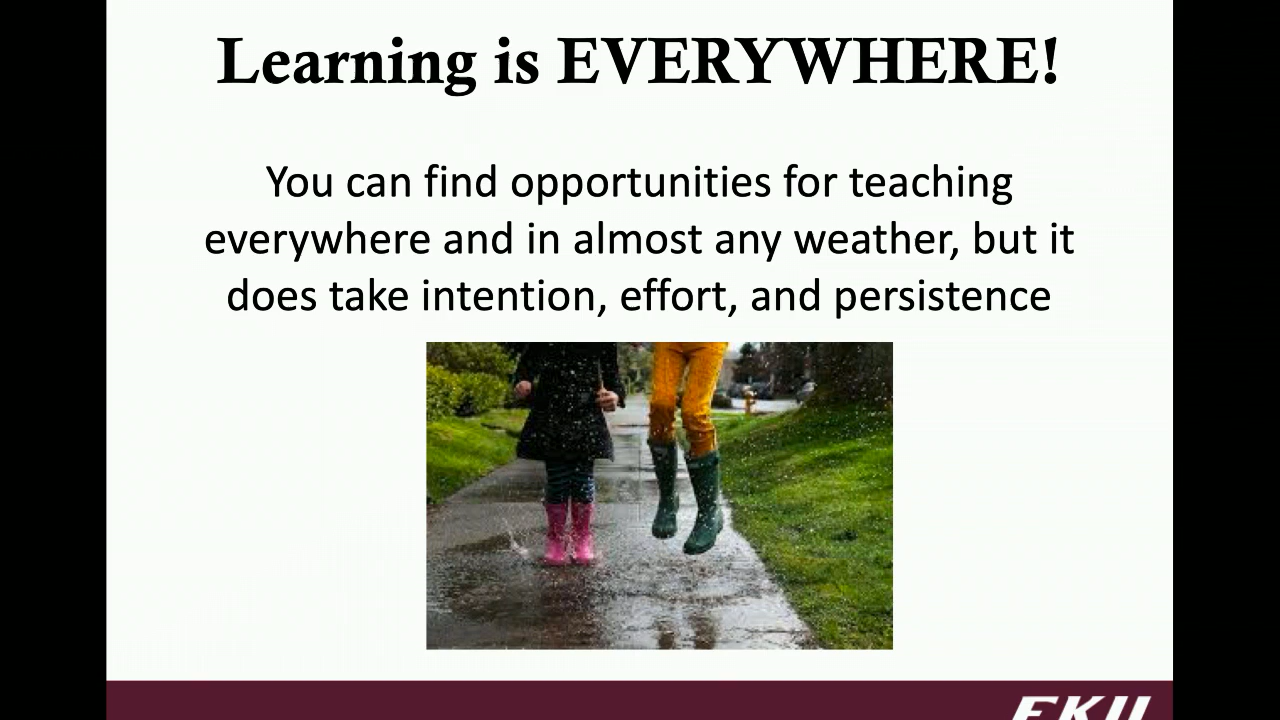 Learning is EVERYWHERE!
You can find opportunities for teaching
everywhere and in almost any weather, but it
does take intention, effort, and persistence
EKU